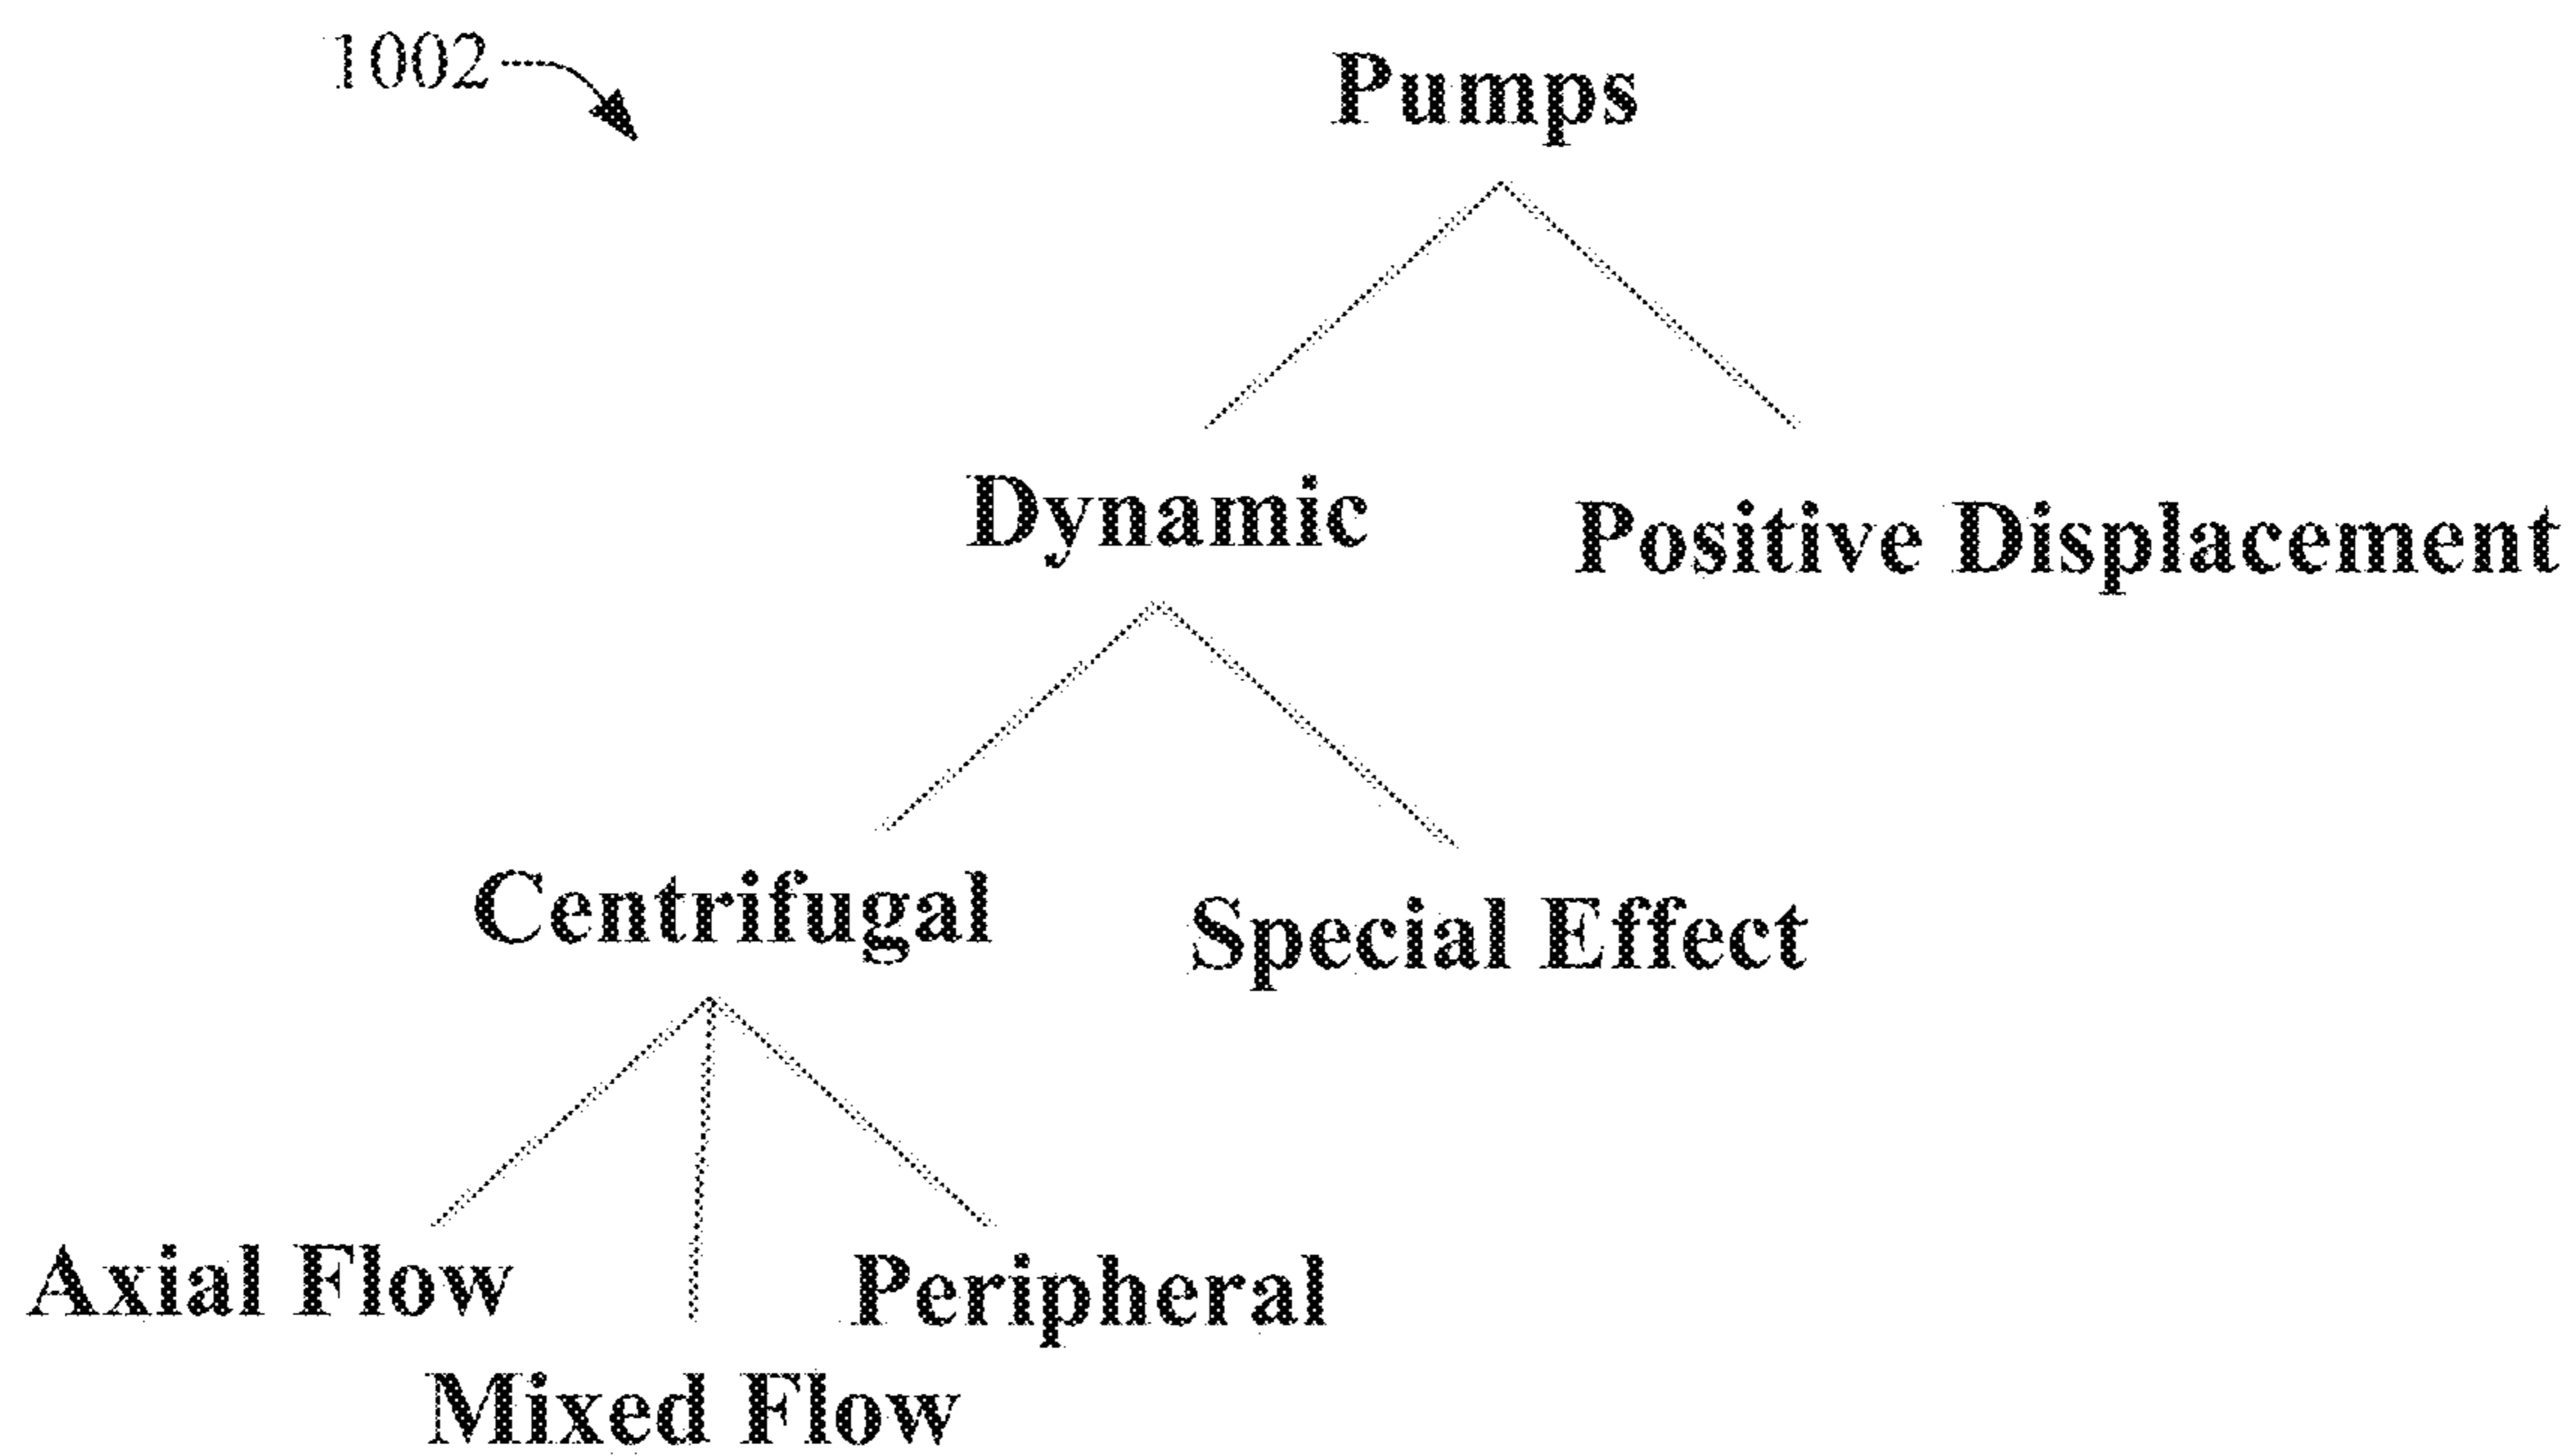 1002
Pumps
Dynamic
Positive Displacement
Centrifugal
Special Effect
Axial Flow
Peripheral
Mixed Flow